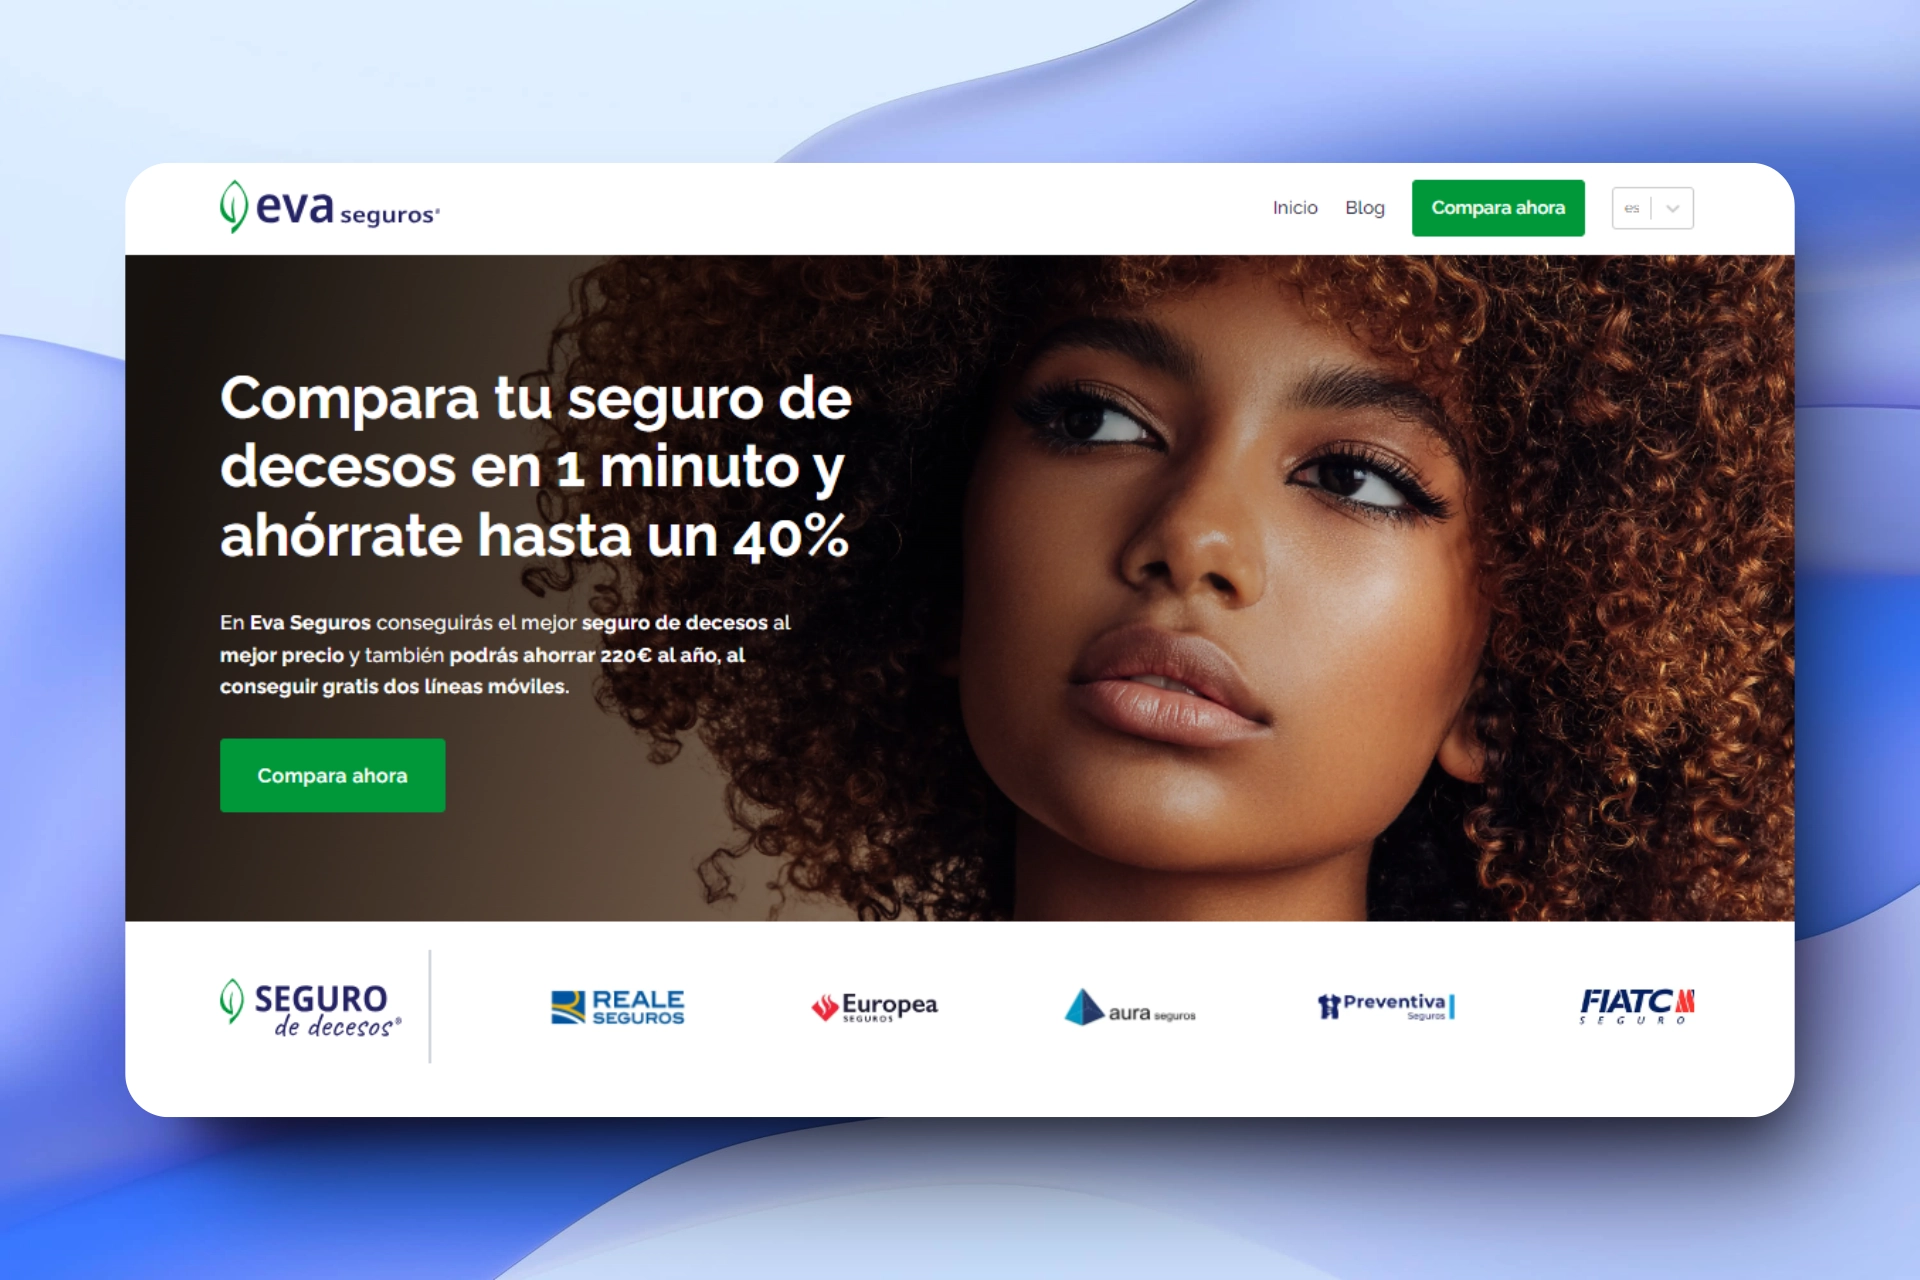 eva seguros®
Inicio
Blog
Compara ahora
es
Compara tu seguro de
decesos en 1 minuto y
ahórrate hasta un 40%
En Eva Seguros conseguirás el mejor seguro de decesos al
mejor precio y también podrás ahorrar 220€ al año, al
conseguir gratis dos líneas móviles.
Compara ahora
SEGURO
de decesos®
REALE
SEGUROS
Europea
SEGUROS
aura seguros
Preventiva
Seguros
FIATC
SEGURO